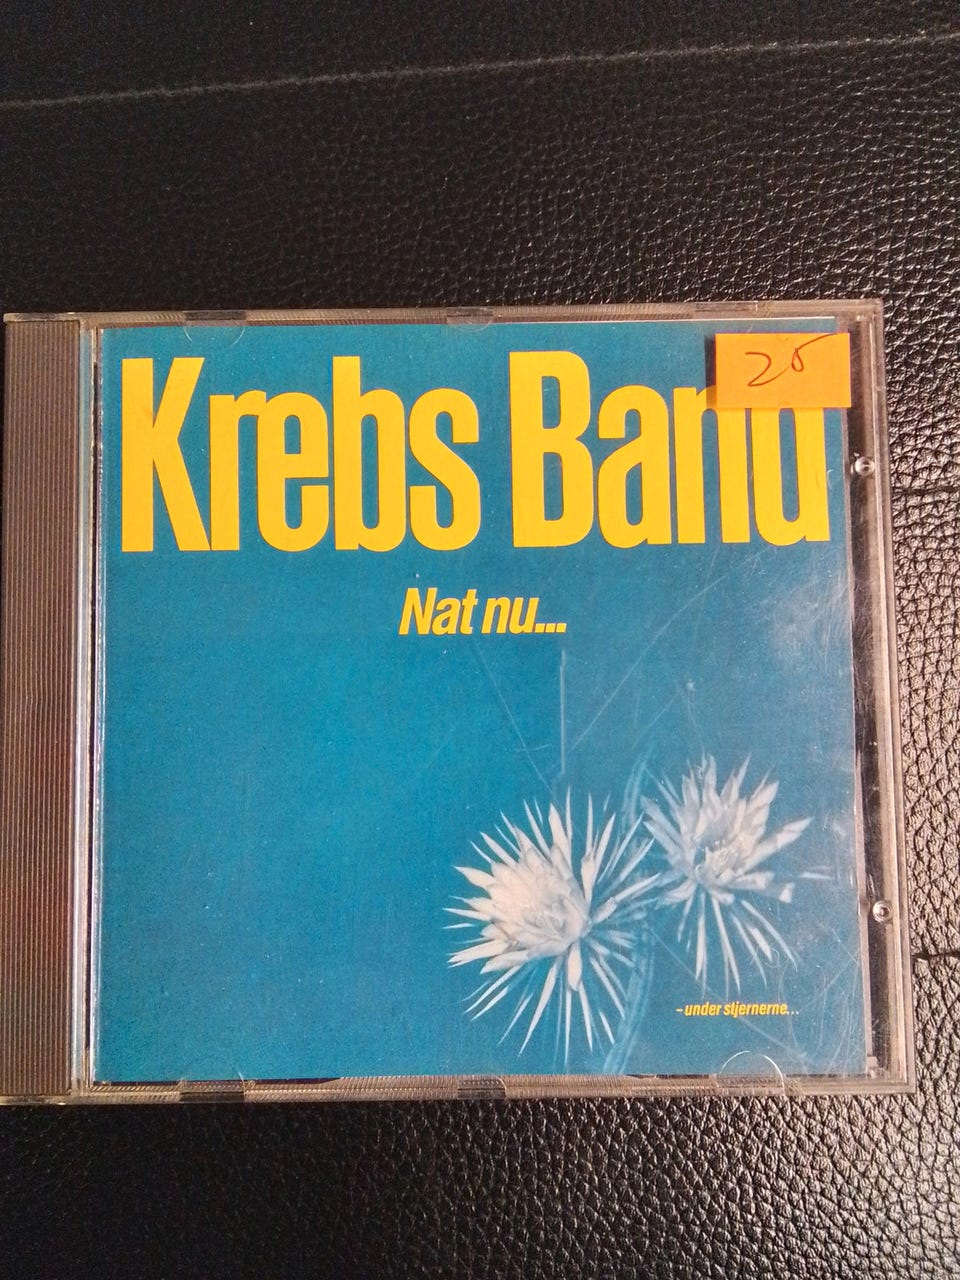 Krebs Band
25
Nat nu...
– under stjernerne...